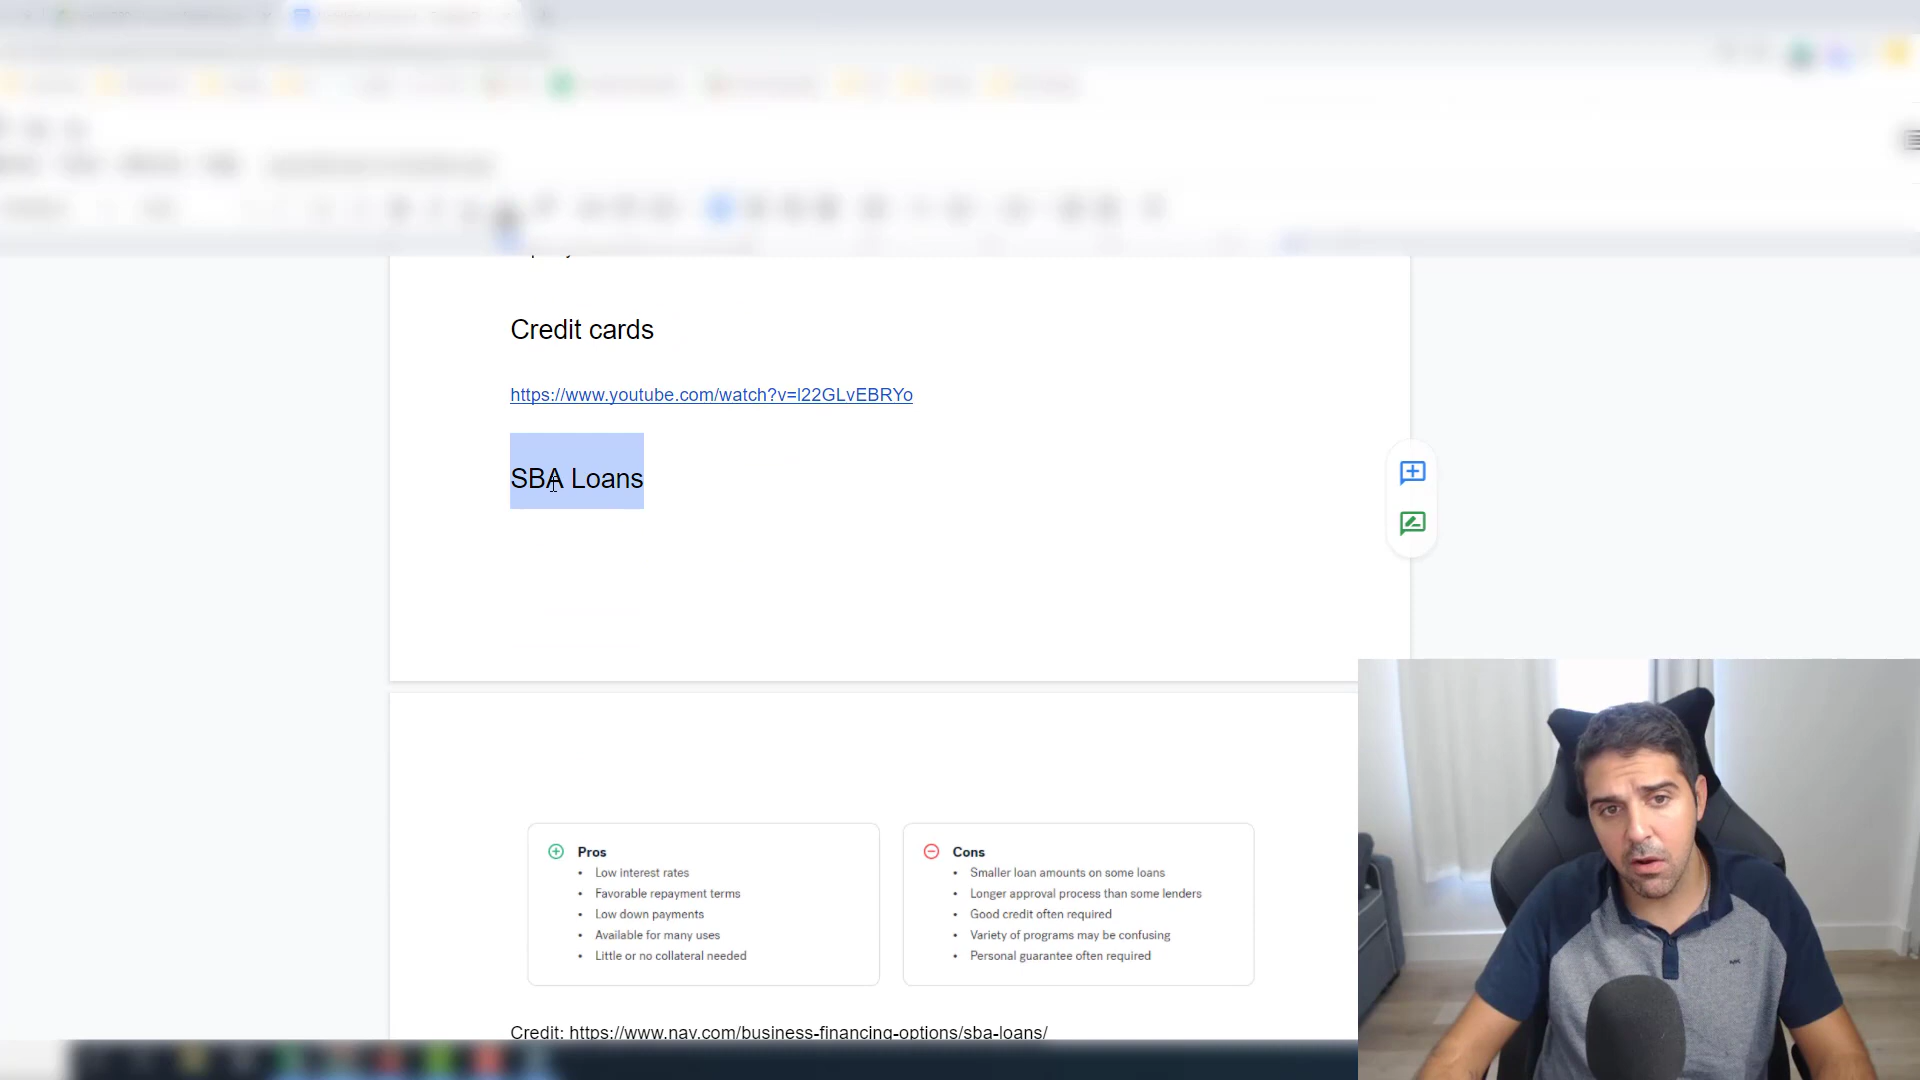 Credit cards
https://www.youtube.com/watch?v=l22GLvEBRYo
SBA Loans
Pros
• Low interest rates
• Favorable repayment terms
• Low down payments
• Available for many uses
• Little or no collateral needed
Cons
• Smaller loan amounts on some loans
• Longer approval process than some lenders
• Good credit often required
• Variety of programs may be confusing
• Personal guarantee often required
Credit: https://www.nav.com/business-financing-options/sba-loans/